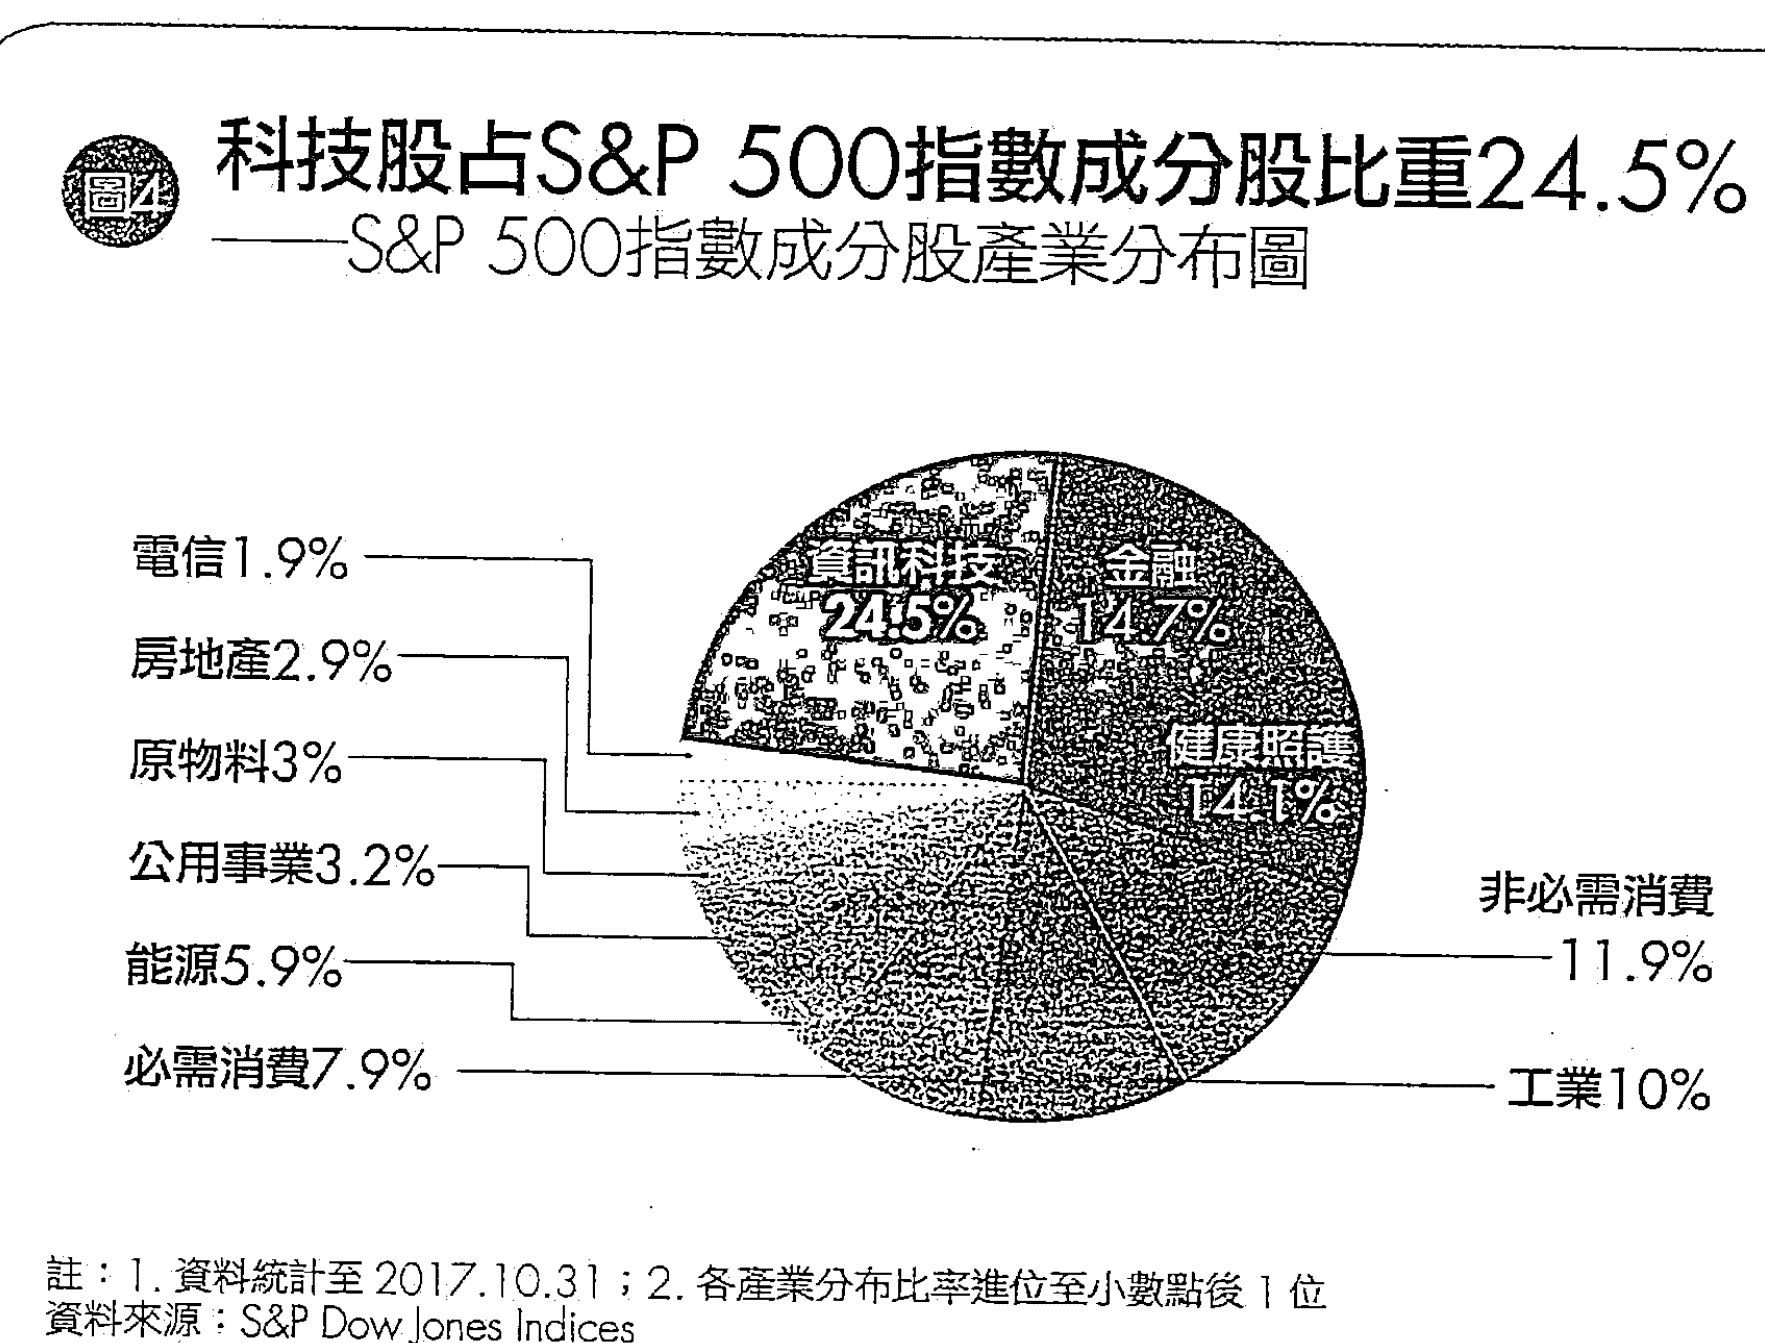 圖4
科技股占S&P 500指數成分股比重24.5%
——S&P 500指數成分股產業分布圖
資訊科技
24.5%
金融
14.7%
健康照護
14.1%
電信1.9%
房地產2.9%
原物料3%
公用事業3.2%
能源5.9%
必需消費7.9%
非必需消費
11.9%
工業10%
註：1. 資料統計至 2017.10.31；2. 各產業分布比率進位至小數點後 1 位
資料來源：S&P Dow Jones Indices